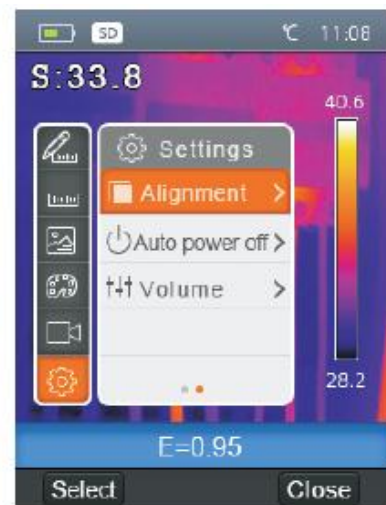 SD ℃ 11:08
S:33.8
40.6
Settings
Alignment
Auto power off
Volume
28.2
E=0.95
Select Close